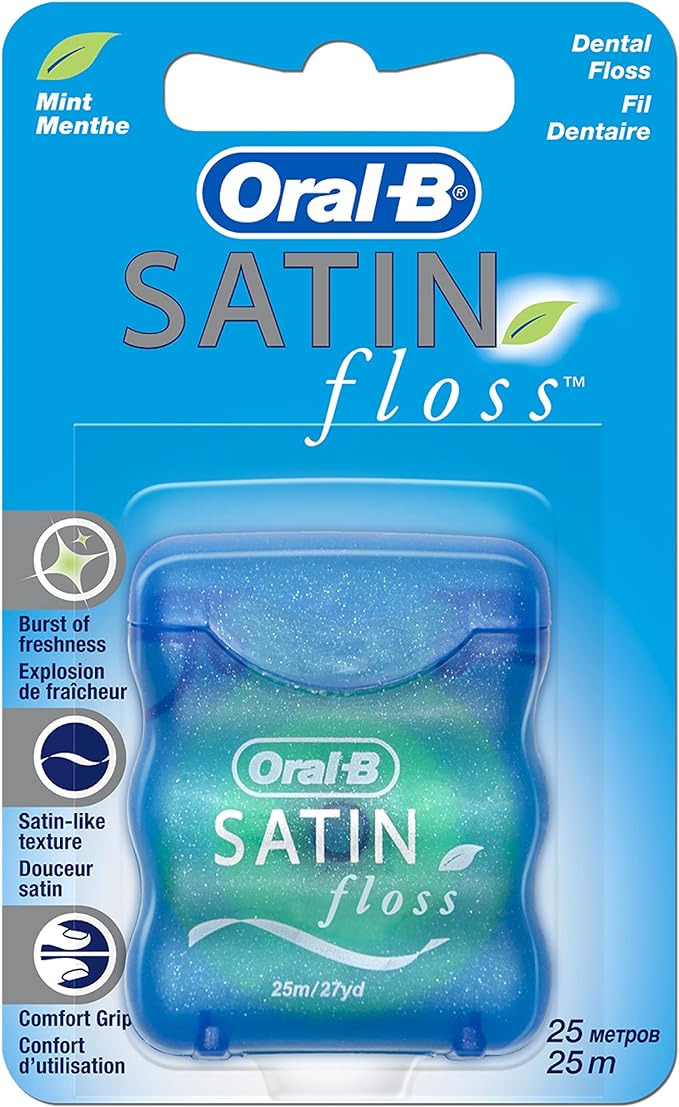 Mint
Menthe
Dental
Floss
Fil
Dentaire
Oral-B®
SATIN
floss™
Burst of
freshness
Explosion
de fraîcheur
Satin-like
texture
Douceur
satin
Comfort Grip
Confort
d'utilisation
Oral-B
SATIN
floss
25m/27yd
25 метров
25 m